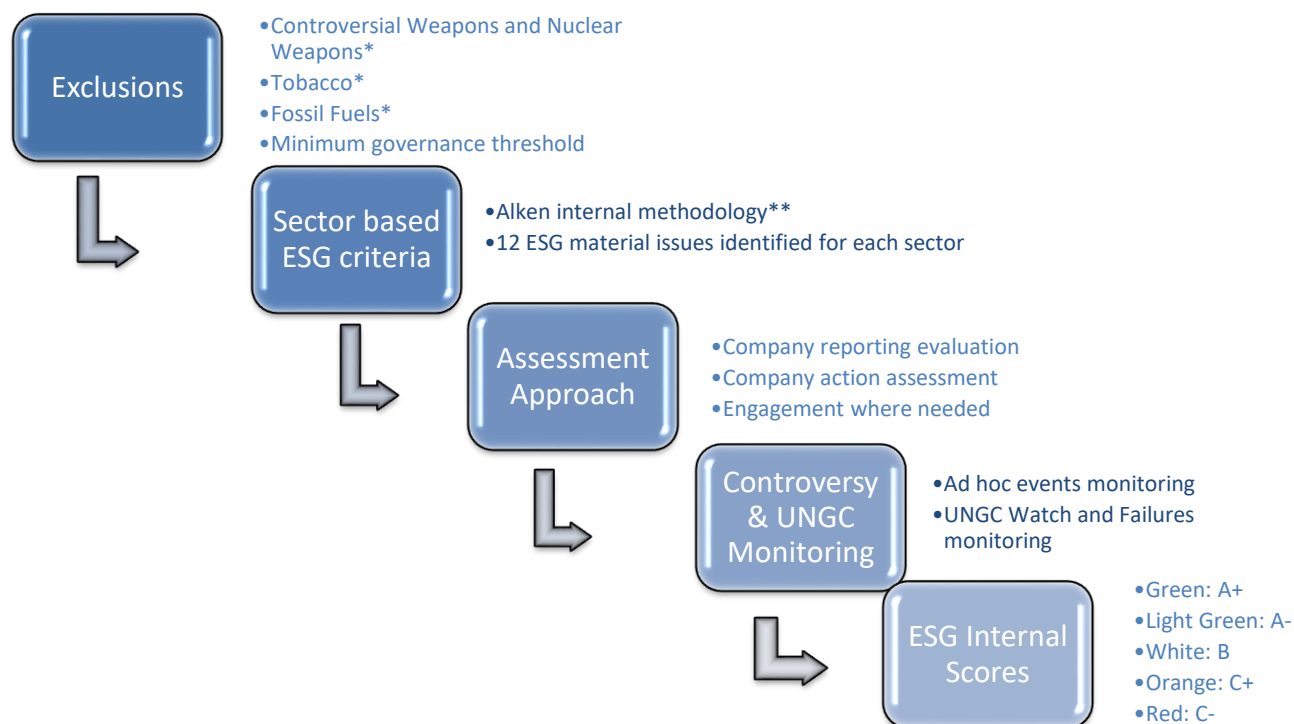 Exclusions
•Controversial Weapons and Nuclear
Weapons*
•Tobacco*
•Fossil Fuels*
•Minimum governance threshold
Sector based
ESG criteria
•Alken internal methodology**
•12 ESG material issues identified for each sector
Assessment
Approach
•Company reporting evaluation
•Company action assessment
•Engagement where needed
Controversy
& UNGC
Monitoring
•Ad hoc events monitoring
•UNGC Watch and Failures
monitoring
ESG Internal
Scores
•Green: A+
•Light Green: A-
•White: B
•Orange: C+
•Red: C-